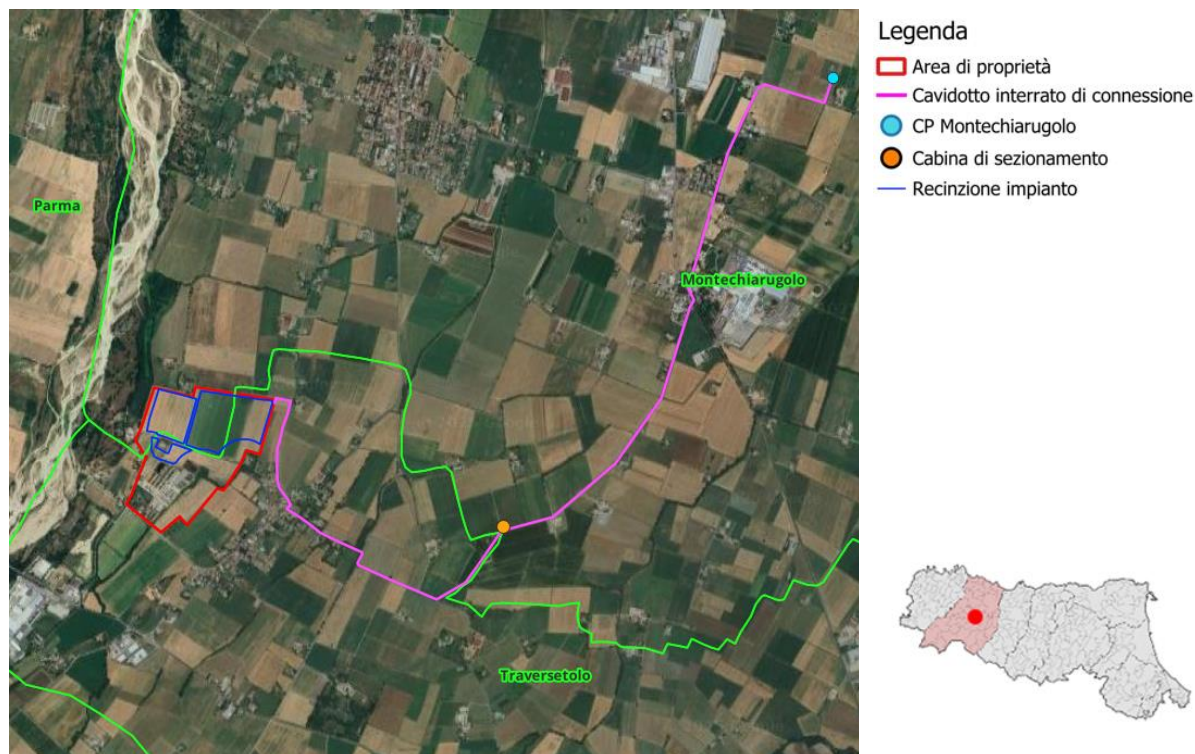 Parma
Montechiarugolo
Traversetolo
Legenda
Area di proprietà
Cavidotto interrato di connessione
CP Montechiarugolo
Cabina di sezionamento
Recinzione impianto